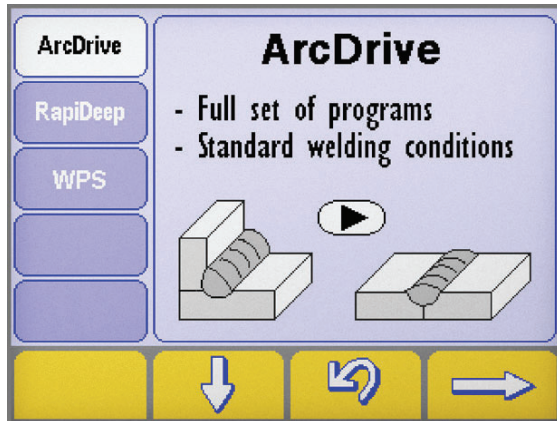 ArcDrive
RapiDeep
WPS
ArcDrive
- Full set of programs
- Standard welding conditions